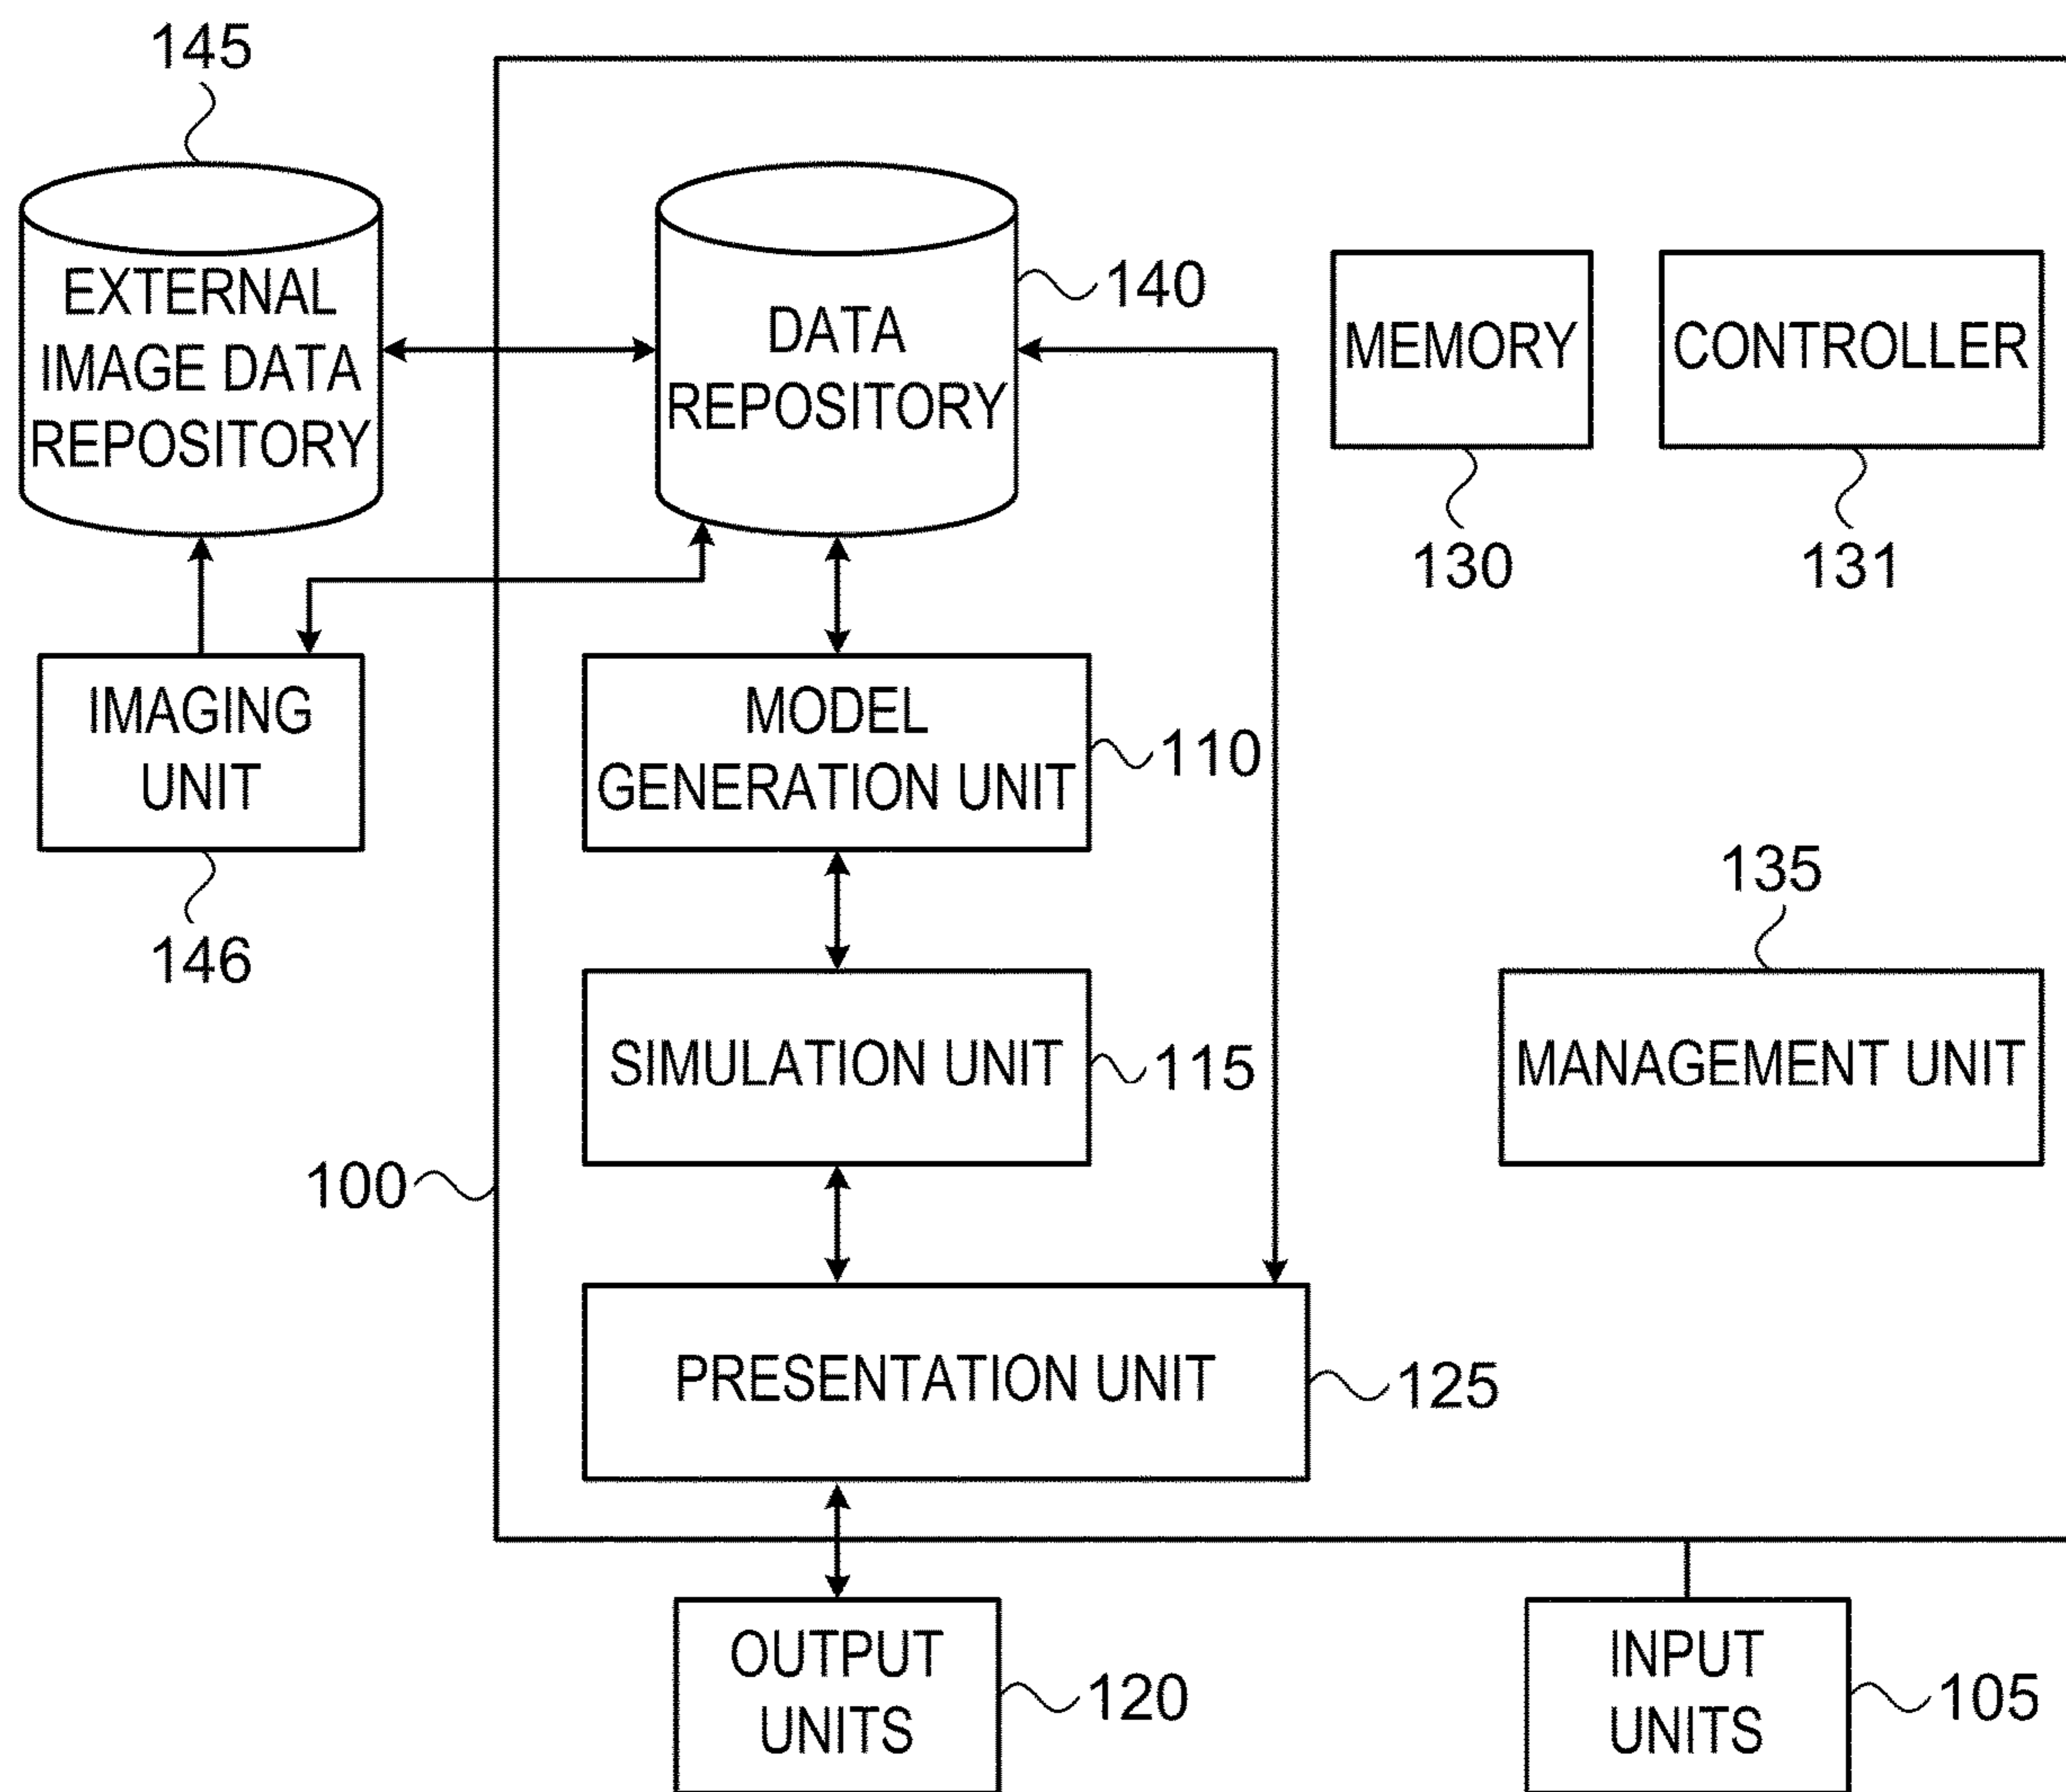 145
EXTERNAL
IMAGE DATA
REPOSITORY
DATA
REPOSITORY
140
MEMORY
130
CONTROLLER
131
IMAGING
UNIT
146
MODEL
GENERATION UNIT
110
135
SIMULATION UNIT
115
MANAGEMENT UNIT
100
PRESENTATION UNIT
125
OUTPUT
UNITS
120
INPUT
UNITS
105